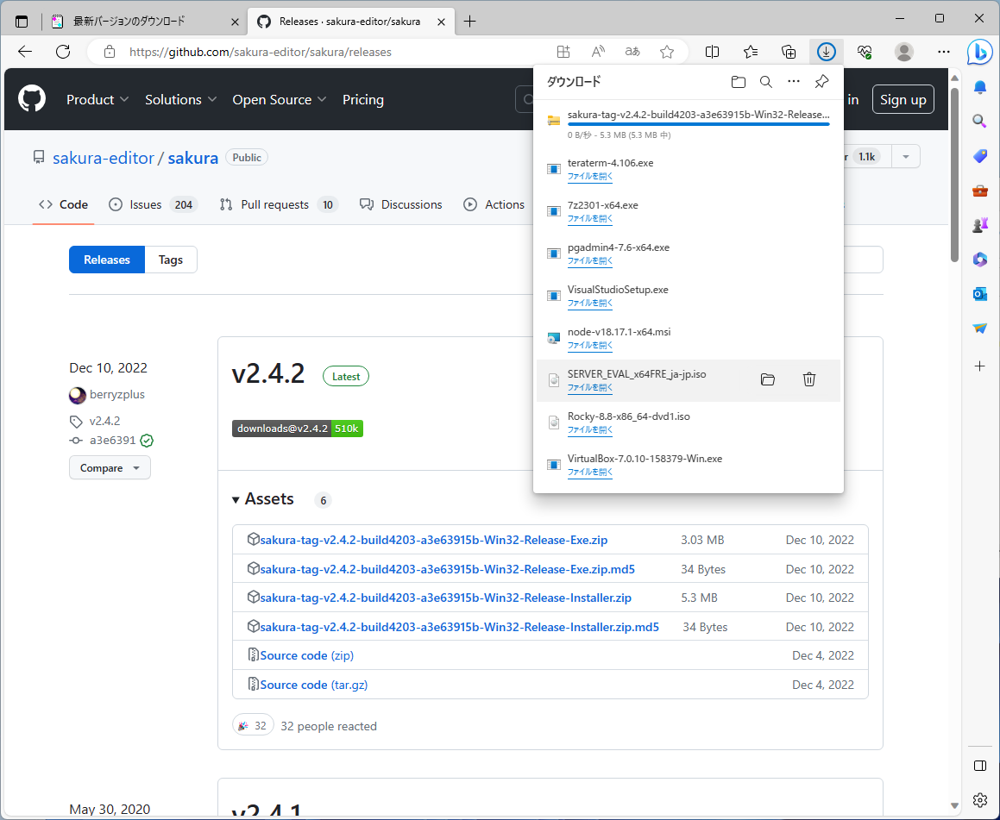 最新バージョンのダウンロード
Releases · sakura-editor/sakura
https://github.com/sakura-editor/sakura/releases
Product
Solutions
Open Source
Pricing
in
Sign up
sakura-editor / sakura
Public
r 1.1k
Code
Issues 204
Pull requests 10
Discussions
Actions
Releases
Tags
ダウンロード
sakura-tag-v2.4.2-build4203-a3e63915b-Win32-Release...
0 B/秒 - 5.3 MB (5.3 MB 中)
teraterm-4.106.exe
ファイルを開く
7z2301-x64.exe
ファイルを開く
pgadmin4-7.6-x64.exe
ファイルを開く
VisualStudioSetup.exe
ファイルを開く
node-v18.17.1-x64.msi
ファイルを開く
SERVER_EVAL_x64FRE_ja-jp.iso
ファイルを開く
Rocky-8.8-x86_64-dvd1.iso
ファイルを開く
VirtualBox-7.0.10-158379-Win.exe
ファイルを開く
Dec 10, 2022
berryzplus
v2.4.2
a3e6391
Compare
v2.4.2
Latest
downloads@v2.4.2 510k
Assets 6
sakura-tag-v2.4.2-build4203-a3e63915b-Win32-Release-Exe.zip 3.03 MB Dec 10, 2022
sakura-tag-v2.4.2-build4203-a3e63915b-Win32-Release-Exe.zip.md5 34 Bytes Dec 10, 2022
sakura-tag-v2.4.2-build4203-a3e63915b-Win32-Release-Installer.zip 5.3 MB Dec 10, 2022
sakura-tag-v2.4.2-build4203-a3e63915b-Win32-Release-Installer.zip.md5 34 Bytes Dec 10, 2022
Source code (zip) Dec 4, 2022
Source code (tar.gz) Dec 4, 2022
32
32 people reacted
May 30, 2020
v2.4.1